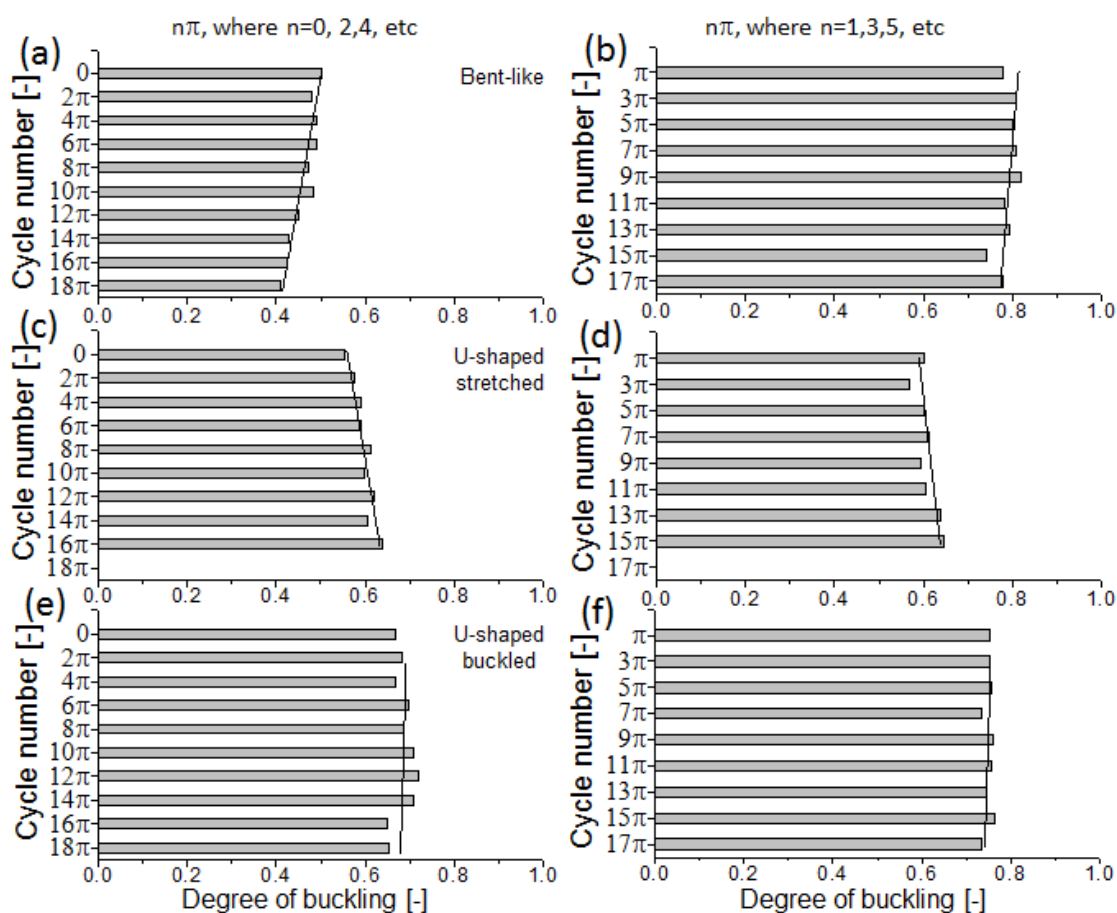 nπ, where n=0, 2,4, etc
nπ, where n=1,3,5, etc
(a)
Bent-like
Cycle number [-]
0
2π
4π
6π
8π
10π
12π
14π
16π
18π
0.0 0.2 0.4 0.6 0.8 1.0
(b)
Cycle number [-]
π
3π
5π
7π
9π
11π
13π
15π
17π
0.0 0.2 0.4 0.6 0.8 1.0
(c)
U-shaped
stretched
Cycle number [-]
0
2π
4π
6π
8π
10π
12π
14π
16π
18π
0.0 0.2 0.4 0.6 0.8 1.0
(d)
Cycle number [-]
π
3π
5π
7π
9π
11π
13π
15π
17π
0.0 0.2 0.4 0.6 0.8 1.0
(e)
U-shaped
buckled
Cycle number [-]
0
2π
4π
6π
8π
10π
12π
14π
16π
18π
0.0 0.2 0.4 0.6 0.8 1.0
Degree of buckling [-]
(f)
Cycle number [-]
π
3π
5π
7π
9π
11π
13π
15π
17π
0.0 0.2 0.4 0.6 0.8 1.0
Degree of buckling [-]